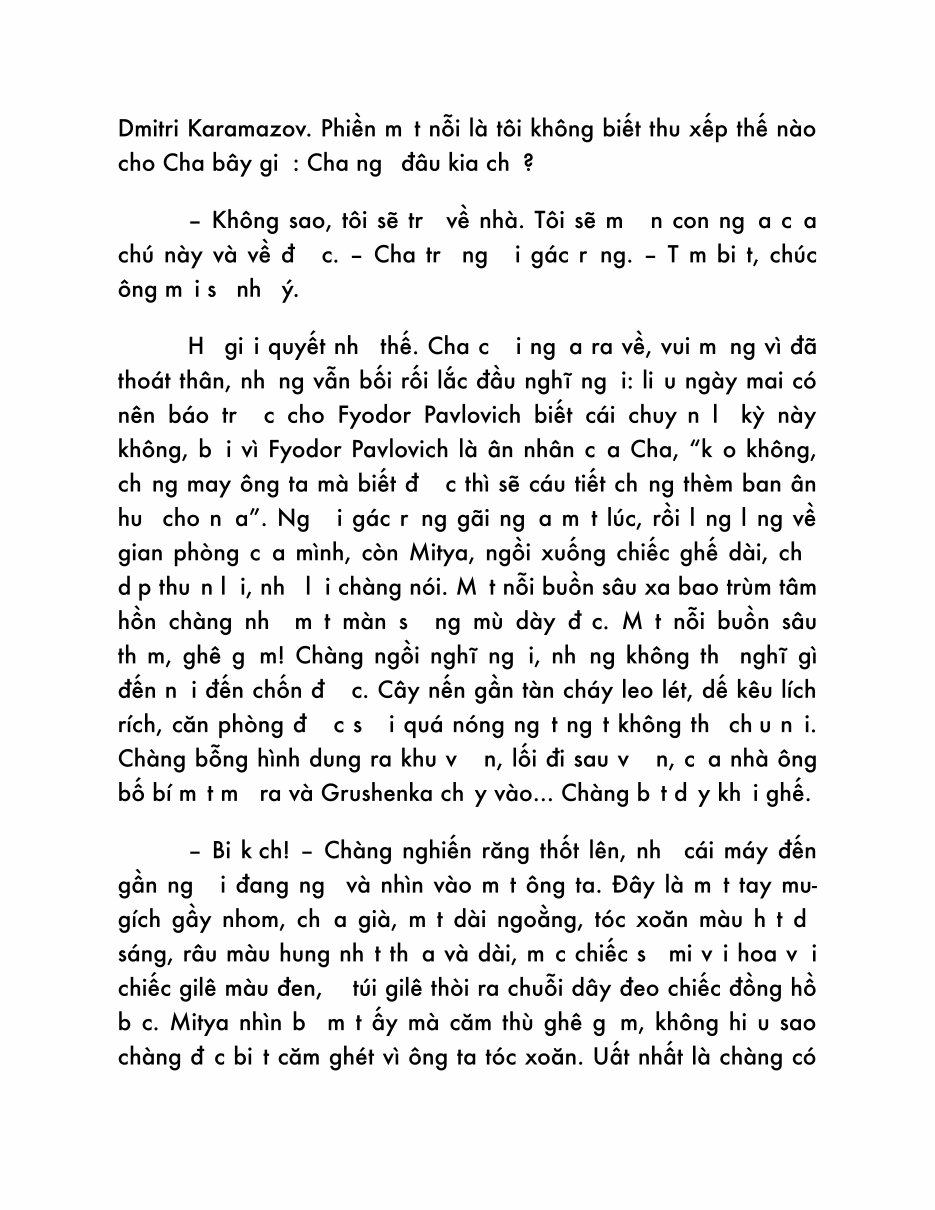 Dmitri Karamazov. Phiền m t nỗi là tôi không biết thu xếp thế nào
cho Cha bây gi : Cha ng đâu kia ch ?
– Không sao, tôi sẽ tr về nhà. Tôi sẽ m n con ng a c a
chú này và về đ c. – Cha tr ng i gác r ng. – T m bi t, chúc
ông m i s nh ý.
H gi i quyết nh thế. Cha c i ng a ra về, vui m ng vì đã
thoát thân, nh ng vẫn bối rối lắc đầu nghĩ ng i: li u ngày mai có
nên báo tr c cho Fyodor Pavlovich biết cái chuy n l kỳ này
không, b i vì Fyodor Pavlovich là ân nhân c a Cha, “k o không,
ch ng may ông ta mà biết đ c thì sẽ cáu tiết ch ng thèm ban ân
hu cho n a”. Ng i gác r ng gãi ng a m t lúc, rồi l ng l ng về
gian phòng c a mình, còn Mitya, ngồi xuống chiếc ghế dài, ch
d p thu n l i, nh l i chàng nói. M t nỗi buồn sâu xa bao trùm tâm
hồn chàng nh m t màn s ng mù dày đ c. M t nỗi buồn sâu
th m, ghê g m! Chàng ngồi nghĩ ng i, nh ng không th nghĩ gì
đến n i đến chốn đ c. Cây nến gần tàn cháy leo lét, dế kêu lích
rích, căn phòng đ c s i quá nóng ng t ng t không th ch u n i.
Chàng bỗng hình dung ra khu v n, lối đi sau v n, c a nhà ông
bố bí m t m ra và Grushenka ch y vào... Chàng b t d y kh i ghế.
– Bi k ch! – Chàng nghiến răng thốt lên, nh cái máy đến
gần ng i đang ng và nhìn vào m t ông ta. Đây là m t tay mu-
gích gầy nhom, ch a già, m t dài ngoằng, tóc xoăn màu h t d
sáng, râu màu hung nh t th a và dài, m c chiếc s mi v i hoa v i
chiếc gilê màu đen, túi gilê thòi ra chuỗi dây đeo chiếc đồng hồ
b c. Mitya nhìn b m t ấy mà căm thù ghê g m, không hi u sao
chàng đ c bi t căm ghét vì ông ta tóc xoăn. Uất nhất là chàng có